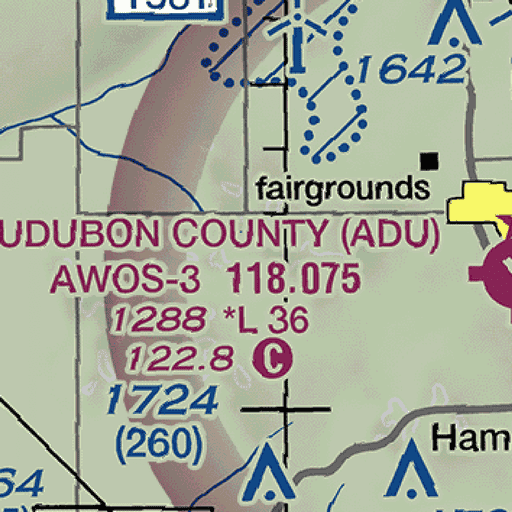 1642
fairgrounds
UDUBON COUNTY (ADU)
AWOS-3 118.075
1288 *L 36
122.8 C
1724
(260)
Ham
64